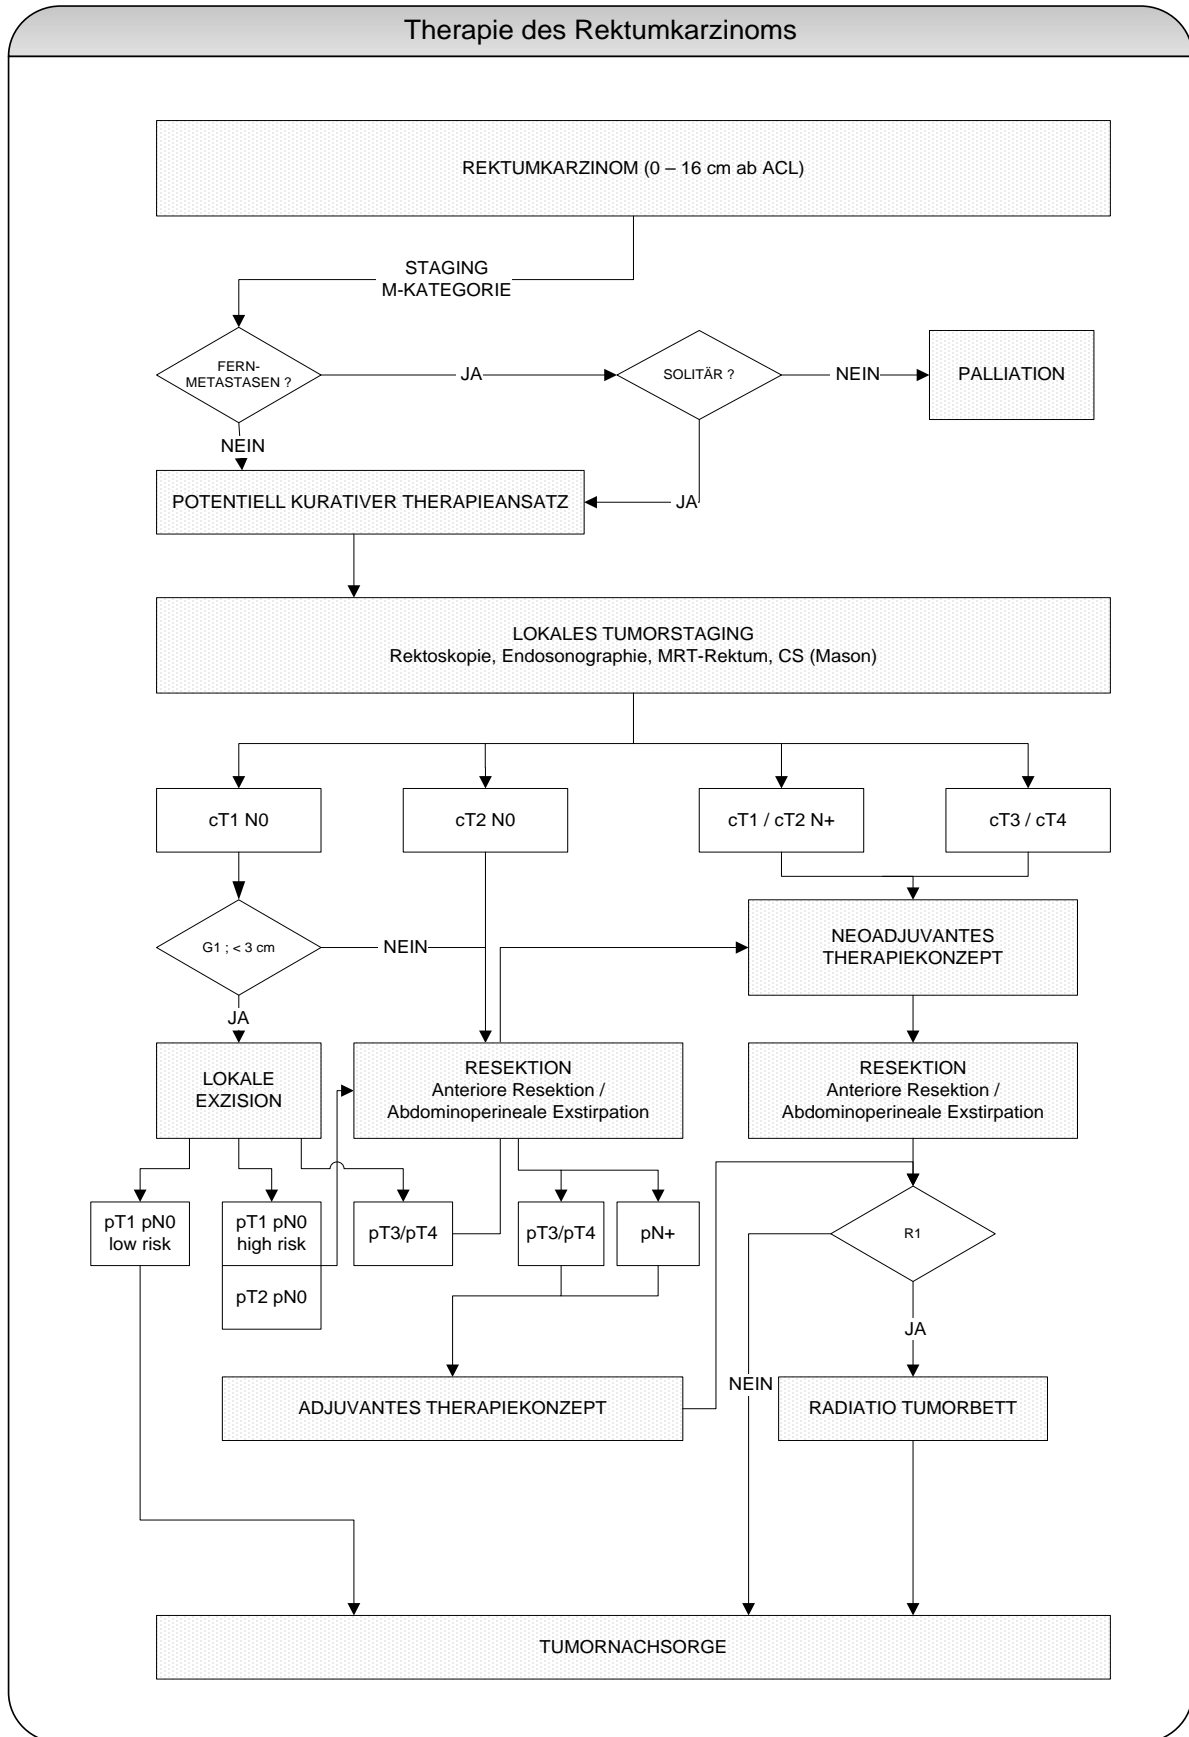 Therapie des Rektumkarzinoms
REKTUMKARZINOM (0 – 16 cm ab ACL)
STAGING
M-KATEGORIE
FERN-
METASTASEN ?
JA
SOLITÄR ?
NEIN
PALLIATION
NEIN
JA
POTENTIELL KURATIVER THERAPIEANSATZ
LOKALES TUMORSTAGING
Rektoskopie, Endosonographie, MRT-Rektum, CS (Mason)
cT1 N0
cT2 N0
cT1 / cT2 N+
cT3 / cT4
G1 ; < 3 cm
NEIN
NEOADJUVANTES
THERAPIEKONZEPT
JA
LOKALE
EXZISION
RESEKTION
Anteriore Resektion /
Abdominoperineale Exstirpation
RESEKTION
Anteriore Resektion /
Abdominoperineale Exstirpation
pT1 pN0
low risk
pT1 pN0
high risk
pT2 pN0
pT3/pT4
pT3/pT4
pN+
R1
JA
NEIN
ADJUVANTES THERAPIEKONZEPT
RADIATIO TUMORBETT
TUMORNACHSORGE